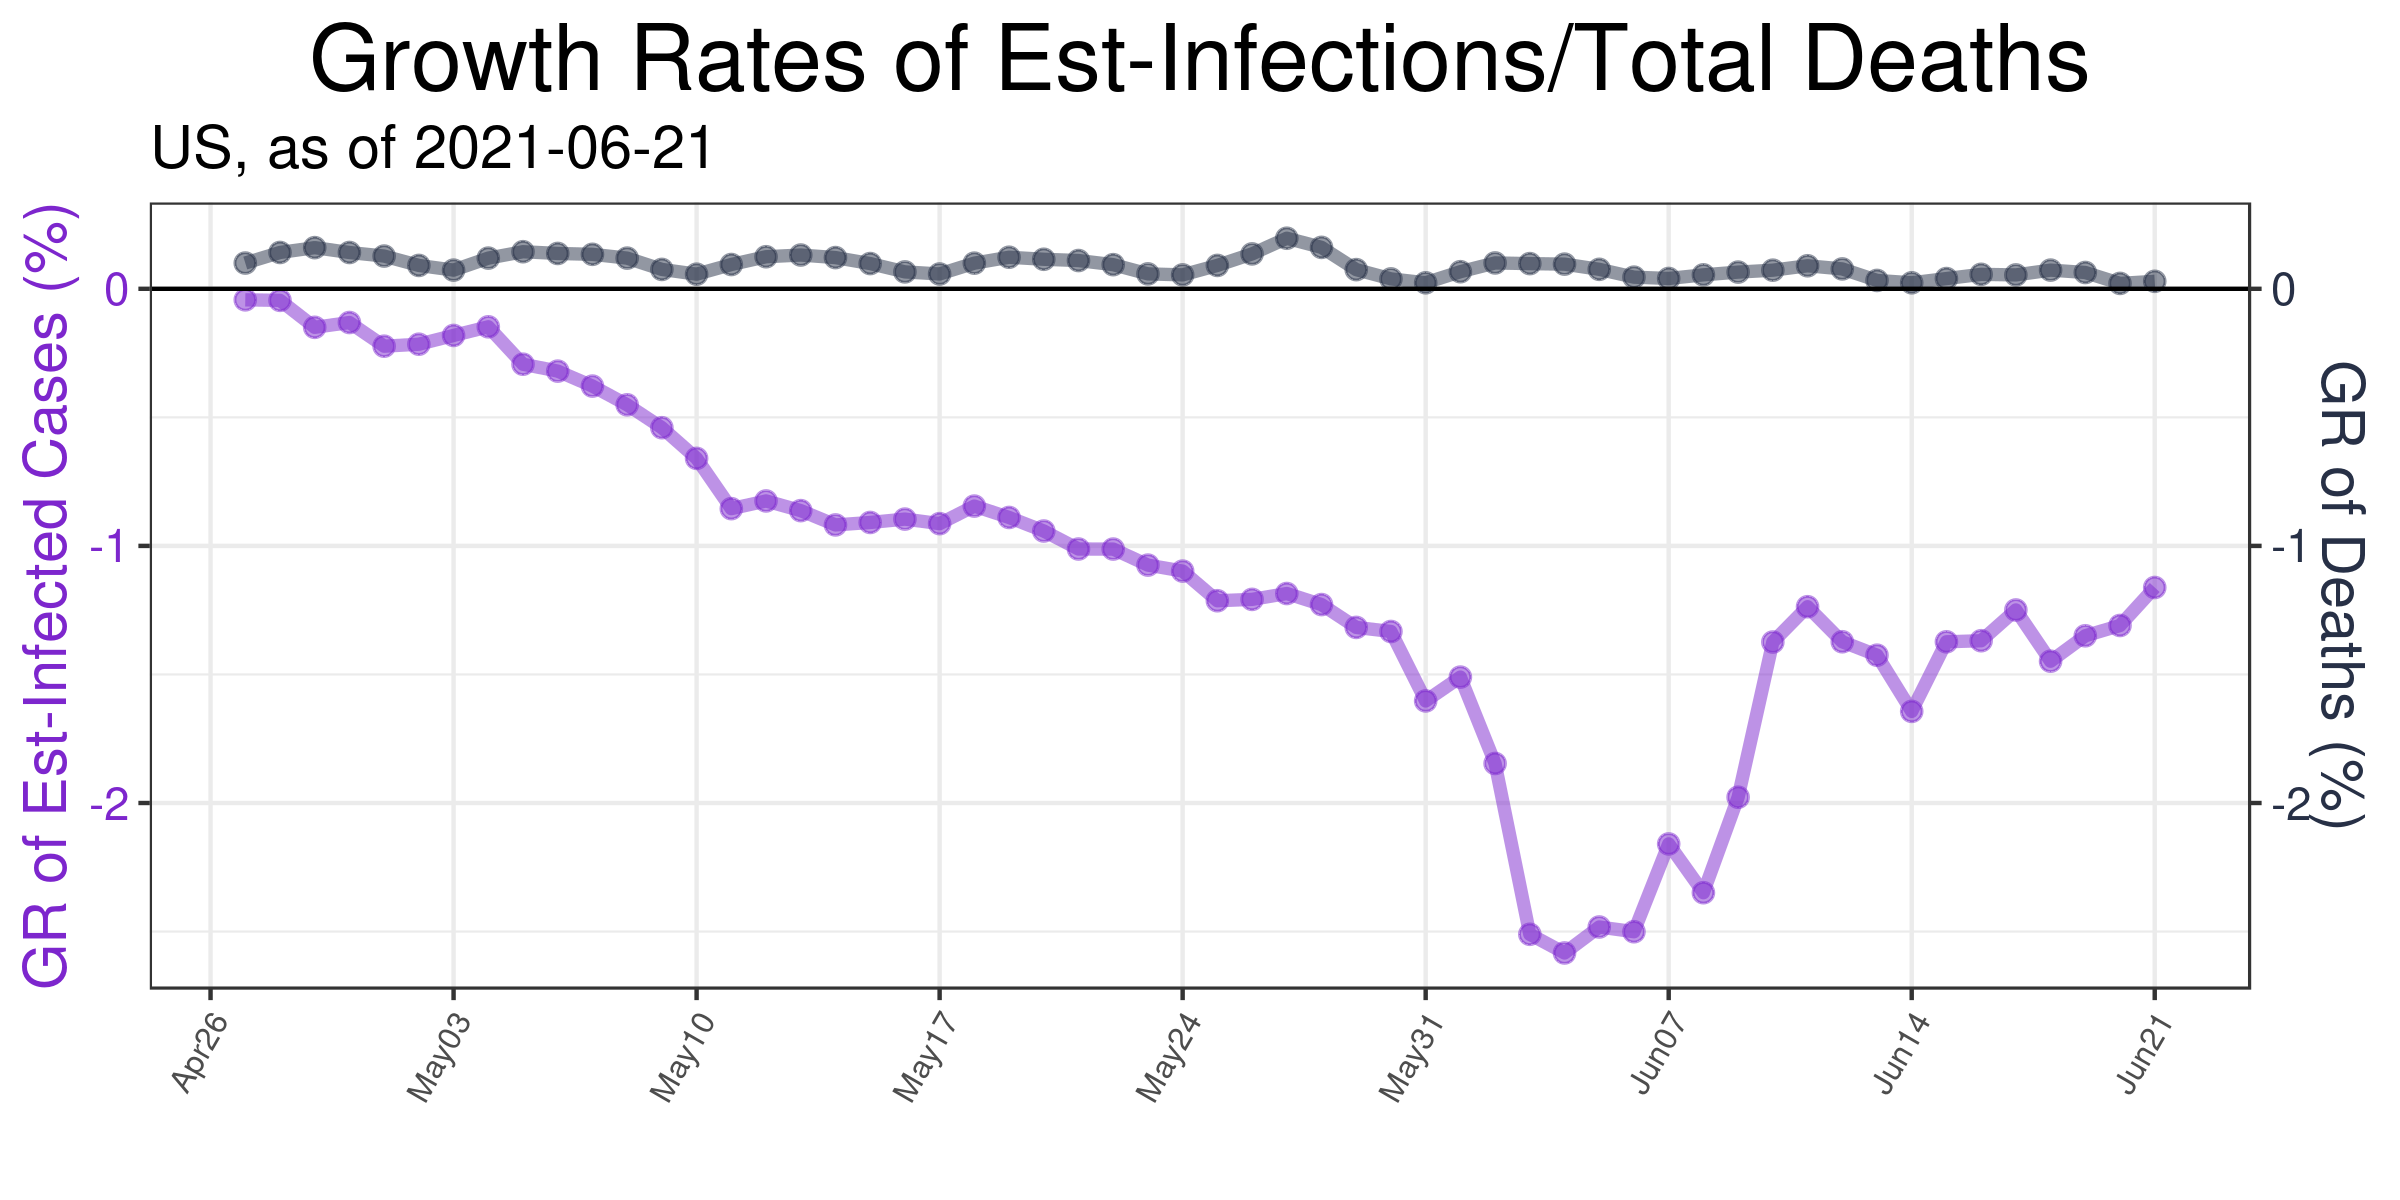 Growth Rates of Est-Infections/Total Deaths
US, as of 2021-06-21
GR of Est-Infected Cases (%)
0
-1
-2
0
-1
-2
GR of Deaths (%)
Apr26
May03
May10
May17
May24
May31
Jun07
Jun14
Jun21